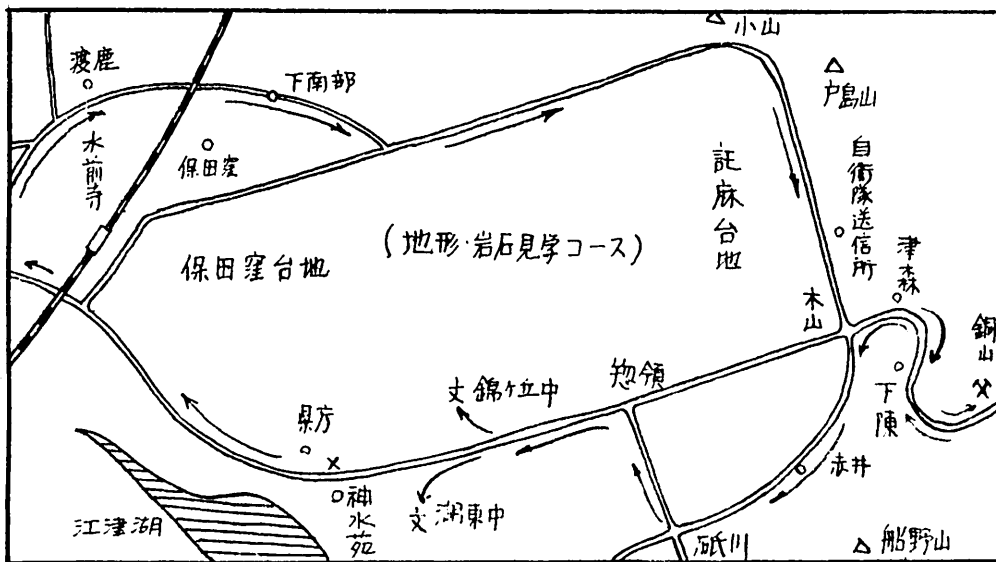 小山
戸島山
渡鹿
下南部
水前寺
保田窪
託麻台地
自衛隊送信所
(地形・岩石見学コース)
保田窪台地
津森
木山
銅山
下陳
惣領
文 錦ヶ丘中
県庁
赤井
神水苑
文 湖東中
江津湖
砥川
船野山